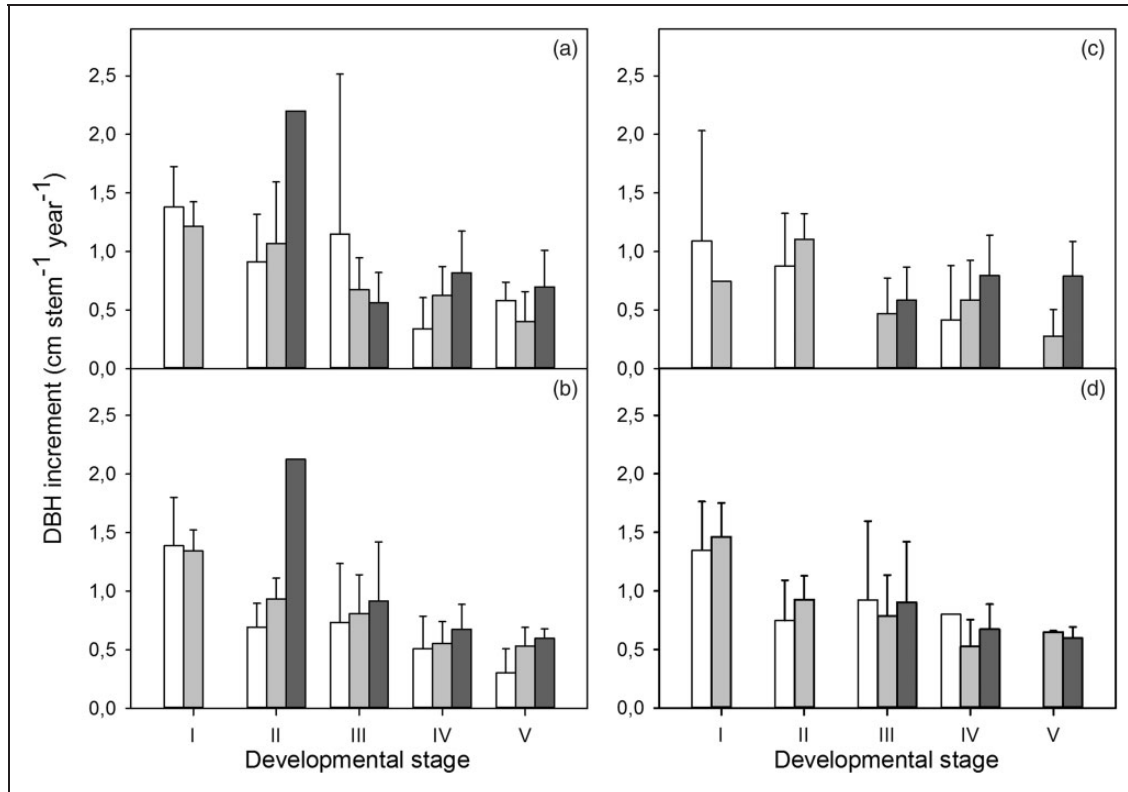 DBH increment (cm stem-1 year-1)
(a)
2,5
2,0
1,5
1,0
0,5
0,0
(b)
2,5
2,0
1,5
1,0
0,5
0,0
I II III IV V
Developmental stage
(c)
2,5
2,0
1,5
1,0
0,5
0,0
(d)
2,5
2,0
1,5
1,0
0,5
0,0
I II III IV V
Developmental stage